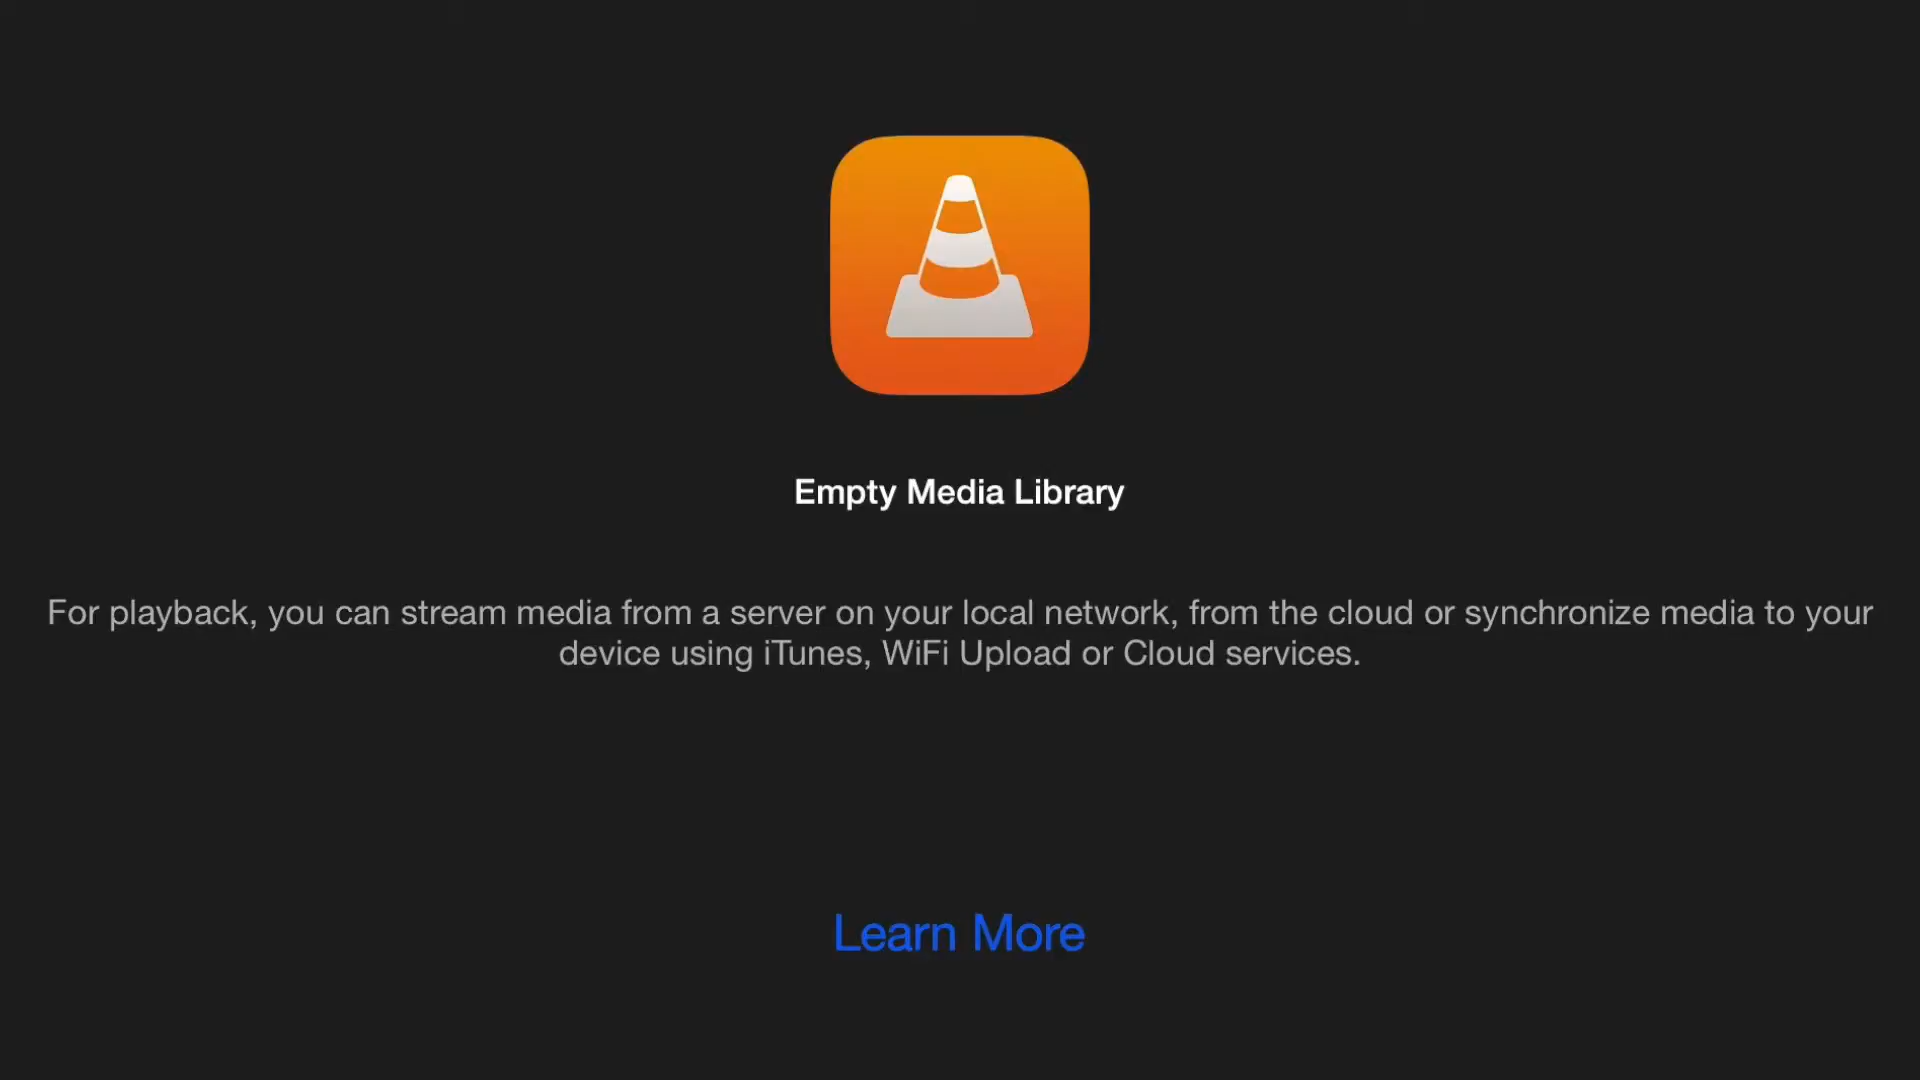 Empty Media Library
For playback, you can stream media from a server on your local network, from the cloud or synchronize media to your
device using iTunes, WiFi Upload or Cloud services.
Learn More